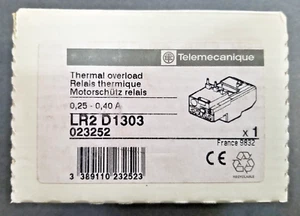 Telemecanique
Thermal overload
Relais thermique
Motorschütz relais
0,25 - 0,40 A
LR2 D1303
023252
x 1
France 9832
CE
3 389110 232523